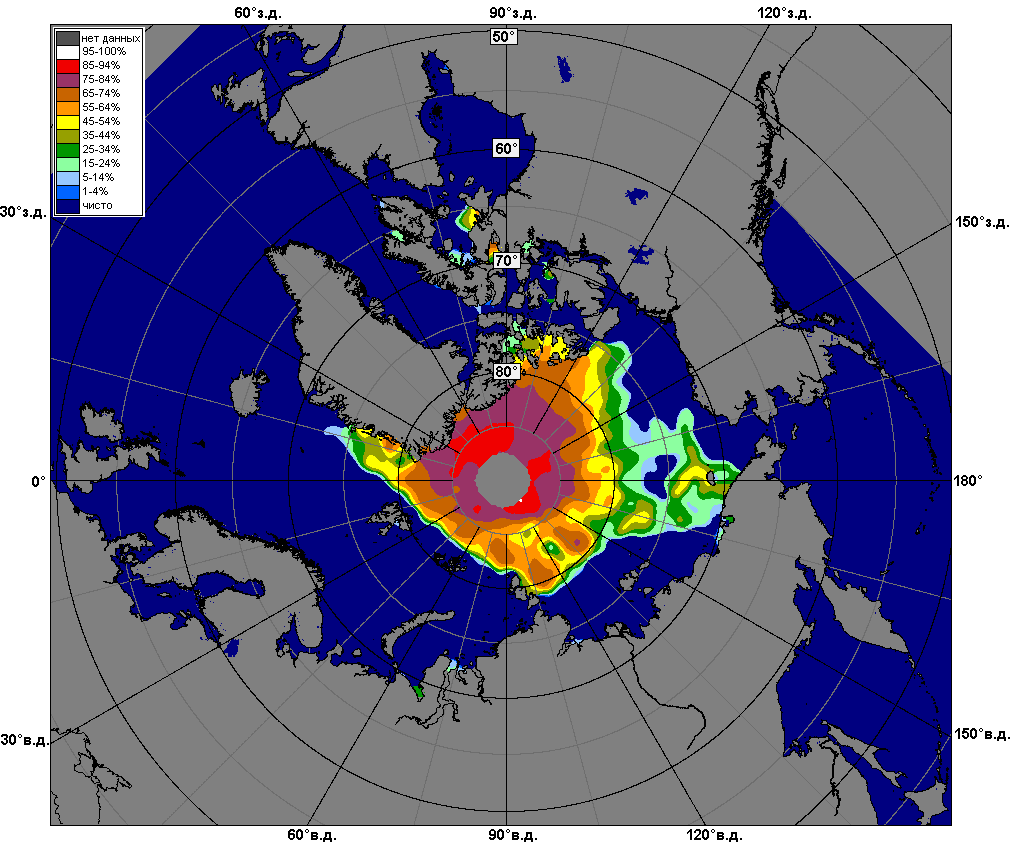 60°з.д.
90°з.д.
120°з.д.
50°
нет данных
95-100%
85-94%
75-84%
65-74%
55-64%
45-54%
35-44%
25-34%
15-24%
5-14%
1-4%
чисто
60°
30°з.д.
150°з.д.
70°
80°
0°
180°
30°в.д.
150°в.д.
60°в.д.
90°в.д.
120°в.д.